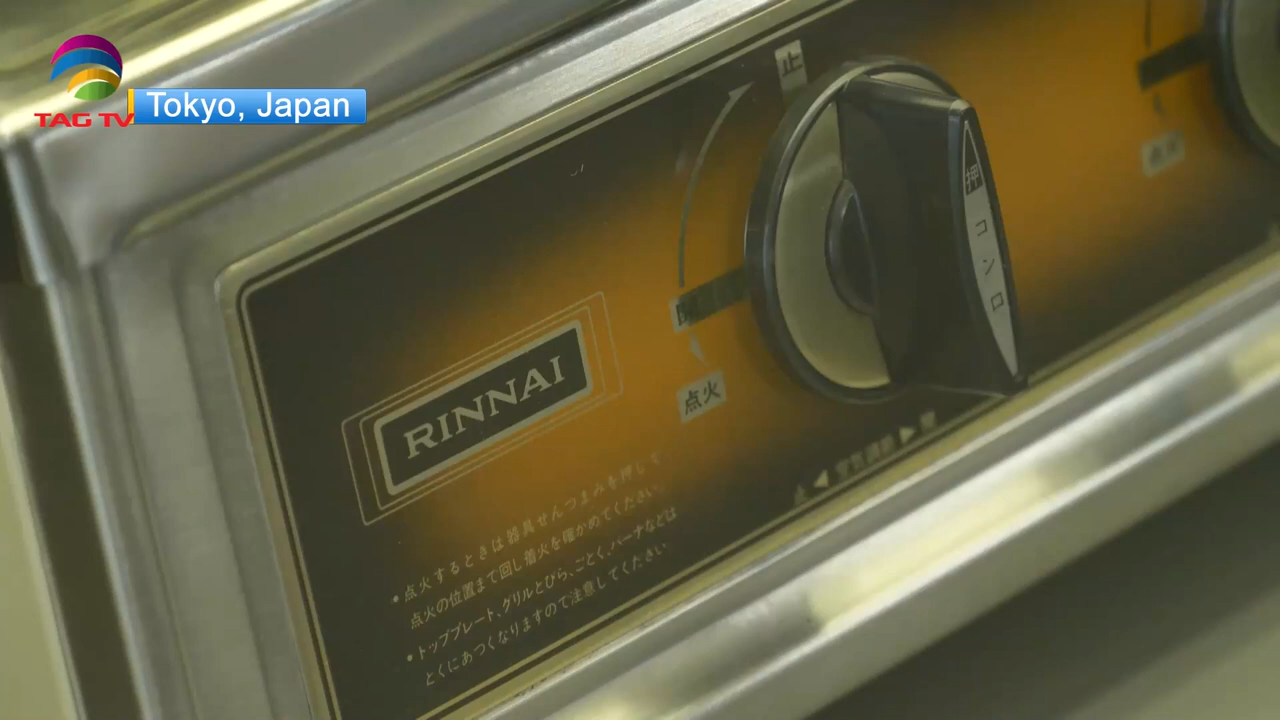 TAG TV
Tokyo, Japan
止
押
コンロ
点火
RINNAI
空気調節
•点火するときは器具せんつまみを押して
点火の位置まで回し着火を確かめてください。
•トッププレート、グリルとびら、ごとく、バーナなどは
とくにあつくなりますので注意してください。